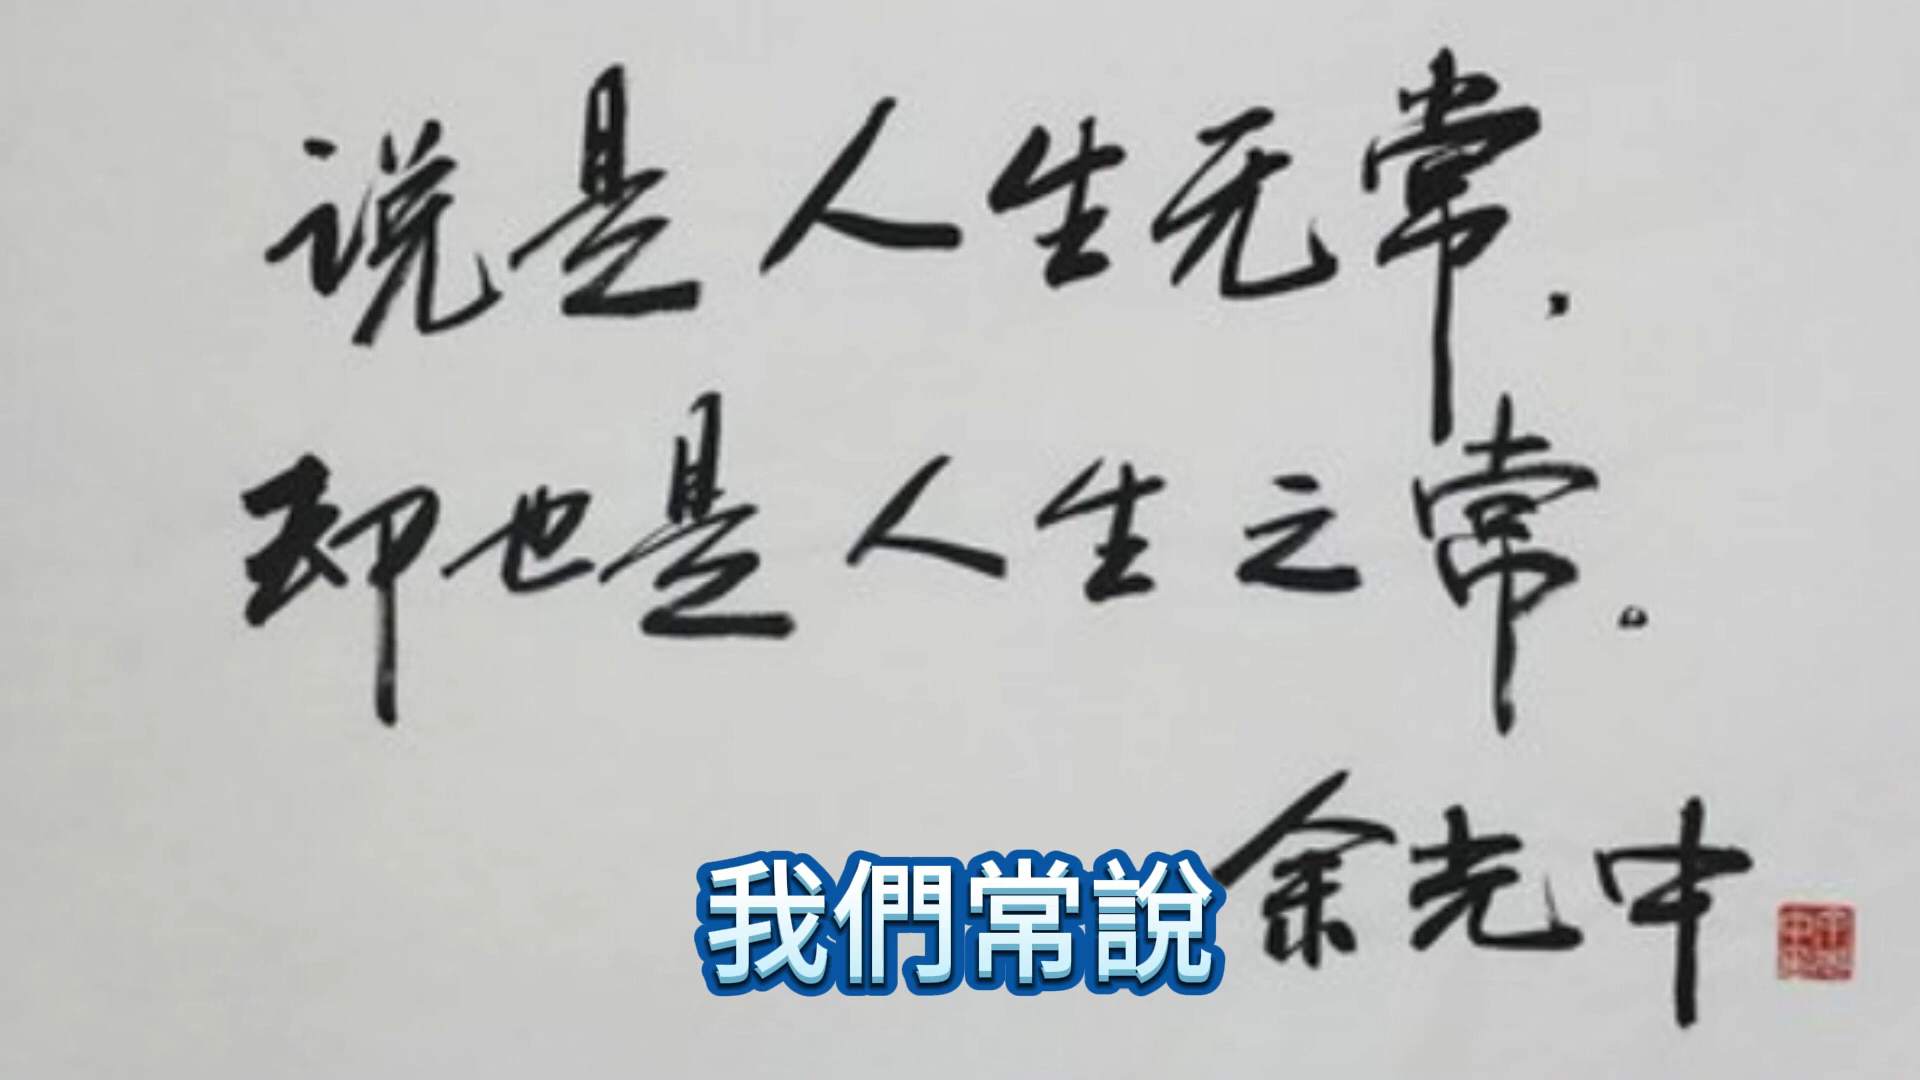 说是人生无常，
却也是人生之常。
余光中
我們常說